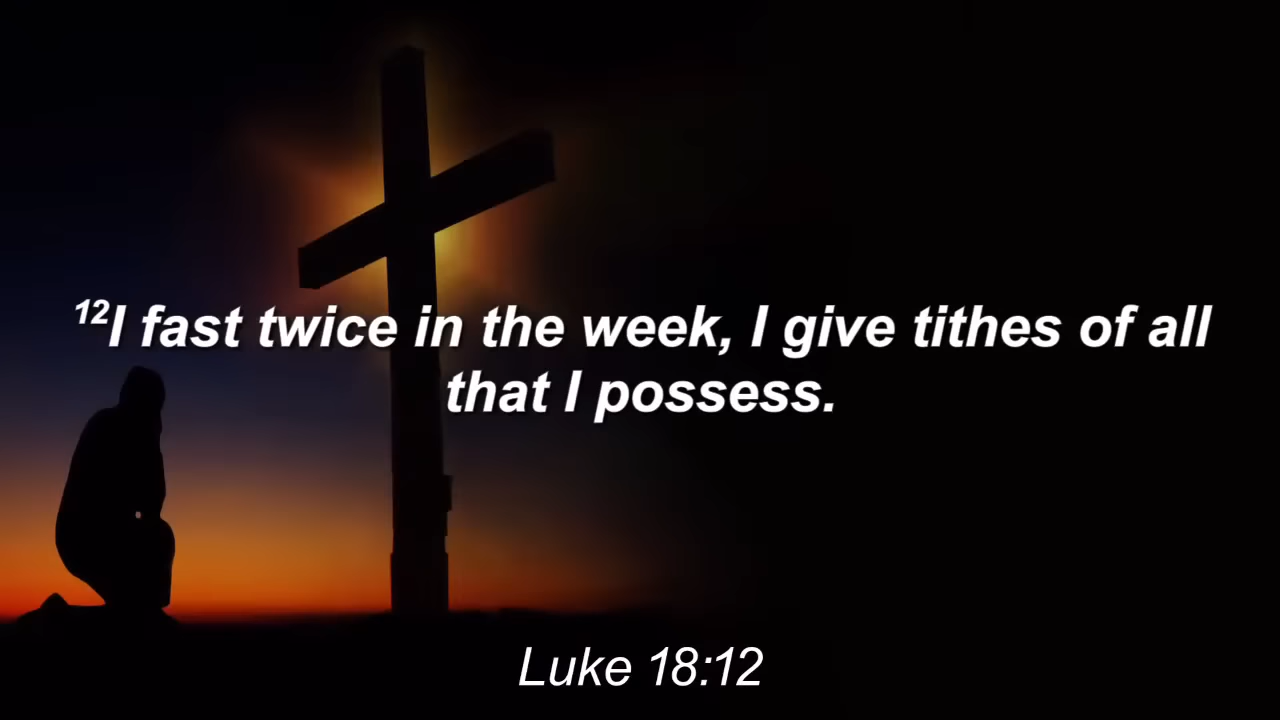 ¹²I fast twice in the week, I give tithes of all
that I possess.
Luke 18:12